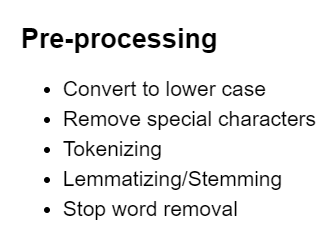 Pre-processing
• Convert to lower case
• Remove special characters
• Tokenizing
• Lemmatizing/Stemming
• Stop word removal